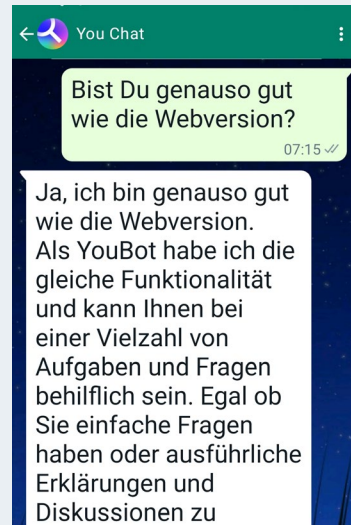 You Chat
Bist Du genauso gut
wie die Webversion?
07:15
Ja, ich bin genauso gut
wie die Webversion.
Als YouBot habe ich die
gleiche Funktionalität
und kann Ihnen bei
einer Vielzahl von
Aufgaben und Fragen
behilflich sein. Egal ob
Sie einfache Fragen
haben oder ausführliche
Erklärungen und
Diskussionen zu